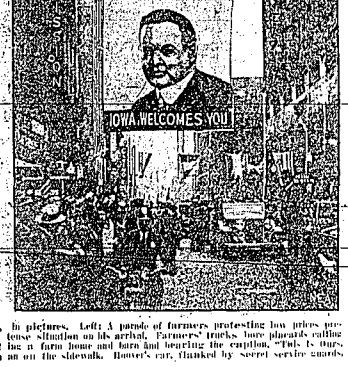 IOWA WELCOMES YOU
In pictures. Left: A parade of farmers protesting low prices pre-
tense situation on his arrival. Farmers' trucks bore placards calling
a farm home and barn and bearing the caption, "This is ours.
on the sidewalk. Hoover's car, flanked by secret service guards,